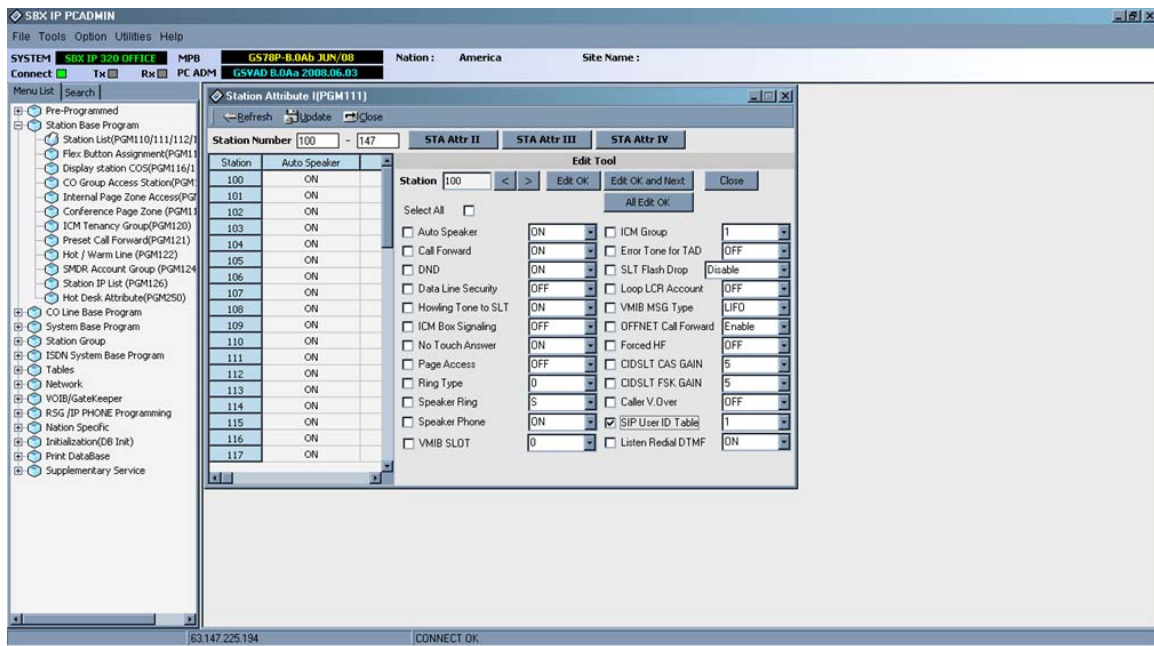 SBX IP PCADMIN
File Tools Option Utilities Help
SYSTEM SBX IP 320 OFFICE MPB GS78P-B.0Ab JUN/08 Nation : America Site Name :
Connect Tx Rx PC ADM GSVAD B.0Aa 2008.06.03
Menu List Search
Pre-Programmed
Station Base Program
Station List(PGM110/111/112/1
Flex Button Assignment(PGM11
Display station COS(PGM116/1
CO Group Access Station(PGM:
Internal Page Zone Access(PG
Conference Page Zone (PGM11
ICM Tenancy Group(PGM120)
Preset Call Forward(PGM121)
Hot / Warm Line (PGM122)
SMDR Account Group (PGM124
Station IP List (PGM126)
Hot Desk Attribute(PGM250)
CO Line Base Program
System Base Program
Station Group
ISDN System Base Program
Tables
Network
VOIB/GateKeeper
RSG /IP PHONE Programming
Nation Specific
Initialization(DB Init)
Print DataBase
Supplementary Service
Station Attribute I(PGM111)
Refresh Update Close
Station Number 100 - 147 STA Attr II STA Attr III STA Attr IV
Station Auto Speaker
100 ON
101 ON
102 ON
103 ON
104 ON
105 ON
106 ON
107 ON
108 ON
109 ON
110 ON
111 ON
112 ON
113 ON
114 ON
115 ON
116 ON
117 ON
Edit Tool
Station 100 < > Edit OK Edit OK and Next Close
All Edit OK
Select All
Auto Speaker ON ICM Group 1
Call Forward ON Error Tone for TAD OFF
DND ON SLT Flash Drop Disable
Data Line Security OFF Loop LCR Account OFF
Howling Tone to SLT ON VMIB MSG Type LIFO
ICM Box Signaling OFF OFFNET Call Forward Enable
No Touch Answer ON Forced HF OFF
Page Access OFF CIDSLT CAS GAIN 5
Ring Type 0 CIDSLT FSK GAIN 5
Speaker Ring S Caller V.Over OFF
Speaker Phone ON SIP User ID Table 1
VMIB SLOT 0 Listen Redial DTMF ON
63.147.225.194 CONNECT OK